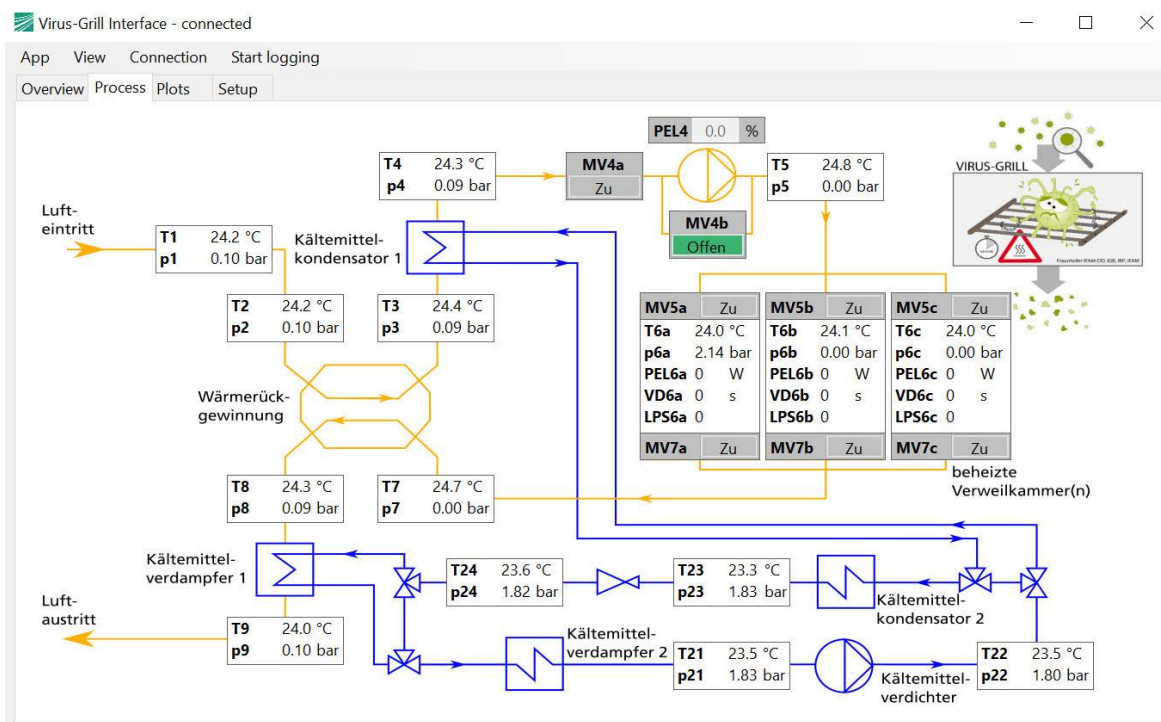 Virus-Grill Interface - connected
App View Connection Start logging
Overview Process Plots Setup
PEL4 0.0 %
T4 24.3 °C
p4 0.09 bar
MV4a
Zu
T5 24.8 °C
p5 0.00 bar
MV4b
Offen
VIRUS-GRILL
Fraunhofer IFAM-DD, IGB, IBP, IFAM
Luft-
eintritt
T1 24.2 °C
p1 0.10 bar
Kältemittel-
kondensator 1
T2 24.2 °C
p2 0.10 bar
T3 24.4 °C
p3 0.09 bar
MV5a Zu
T6a 24.0 °C
p6a 2.14 bar
PEL6a 0 W
VD6a 0 s
LPS6a 0
MV7a Zu
MV5b Zu
T6b 24.1 °C
p6b 0.00 bar
PEL6b 0 W
VD6b 0 s
LPS6b 0
MV7b Zu
MV5c Zu
T6c 24.0 °C
p6c 0.00 bar
PEL6c 0 W
VD6c 0 s
LPS6c 0
MV7c Zu
beheizte
Verweilkammer(n)
Wärmerück-
gewinnung
T8 24.3 °C
p8 0.09 bar
T7 24.7 °C
p7 0.00 bar
Kältemittel-
verdampfer 1
T24 23.6 °C
p24 1.82 bar
T23 23.3 °C
p23 1.83 bar
Kältemittel-
kondensator 2
Luft-
austritt
T9 24.0 °C
p9 0.10 bar
Kältemittel-
verdampfer 2
T21 23.5 °C
p21 1.83 bar
Kältemittel-
verdichter
T22 23.5 °C
p22 1.80 bar